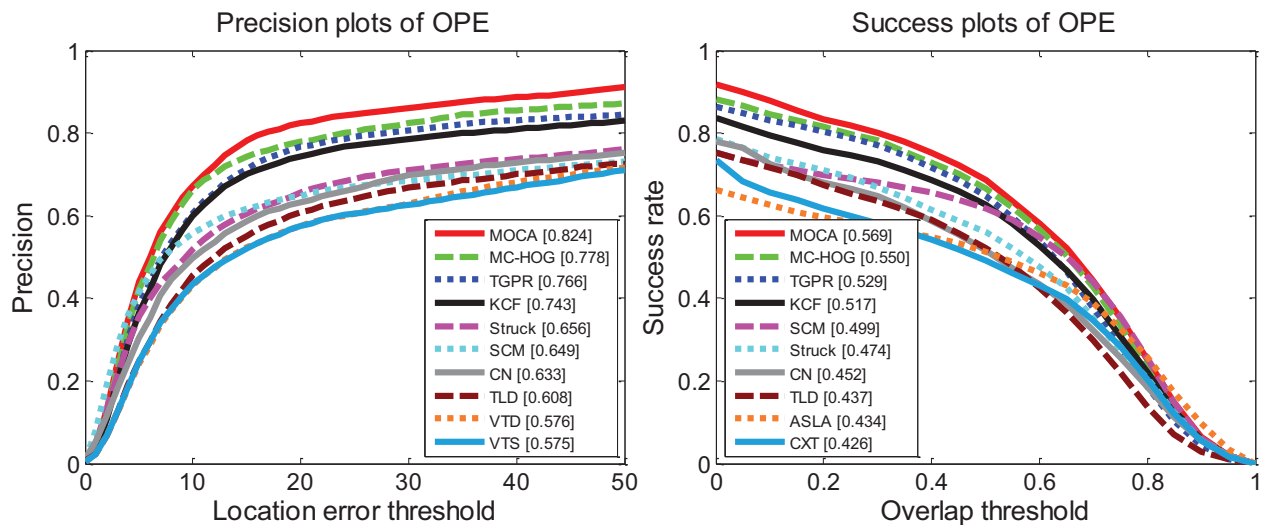 Precision plots of OPE
1
0.8
0.6
0.4
0.2
0
Precision
MOCA [0.824]
MC-HOG [0.778]
TGPR [0.766]
KCF [0.743]
Struck [0.656]
SCM [0.649]
CN [0.633]
TLD [0.608]
VTD [0.576]
VTS [0.575]
0 10 20 30 40 50
Location error threshold
Success plots of OPE
1
0.8
0.6
0.4
0.2
0
Success rate
MOCA [0.569]
MC-HOG [0.550]
TGPR [0.529]
KCF [0.517]
SCM [0.499]
Struck [0.474]
CN [0.452]
TLD [0.437]
ASLA [0.434]
CXT [0.426]
0 0.2 0.4 0.6 0.8 1
Overlap threshold